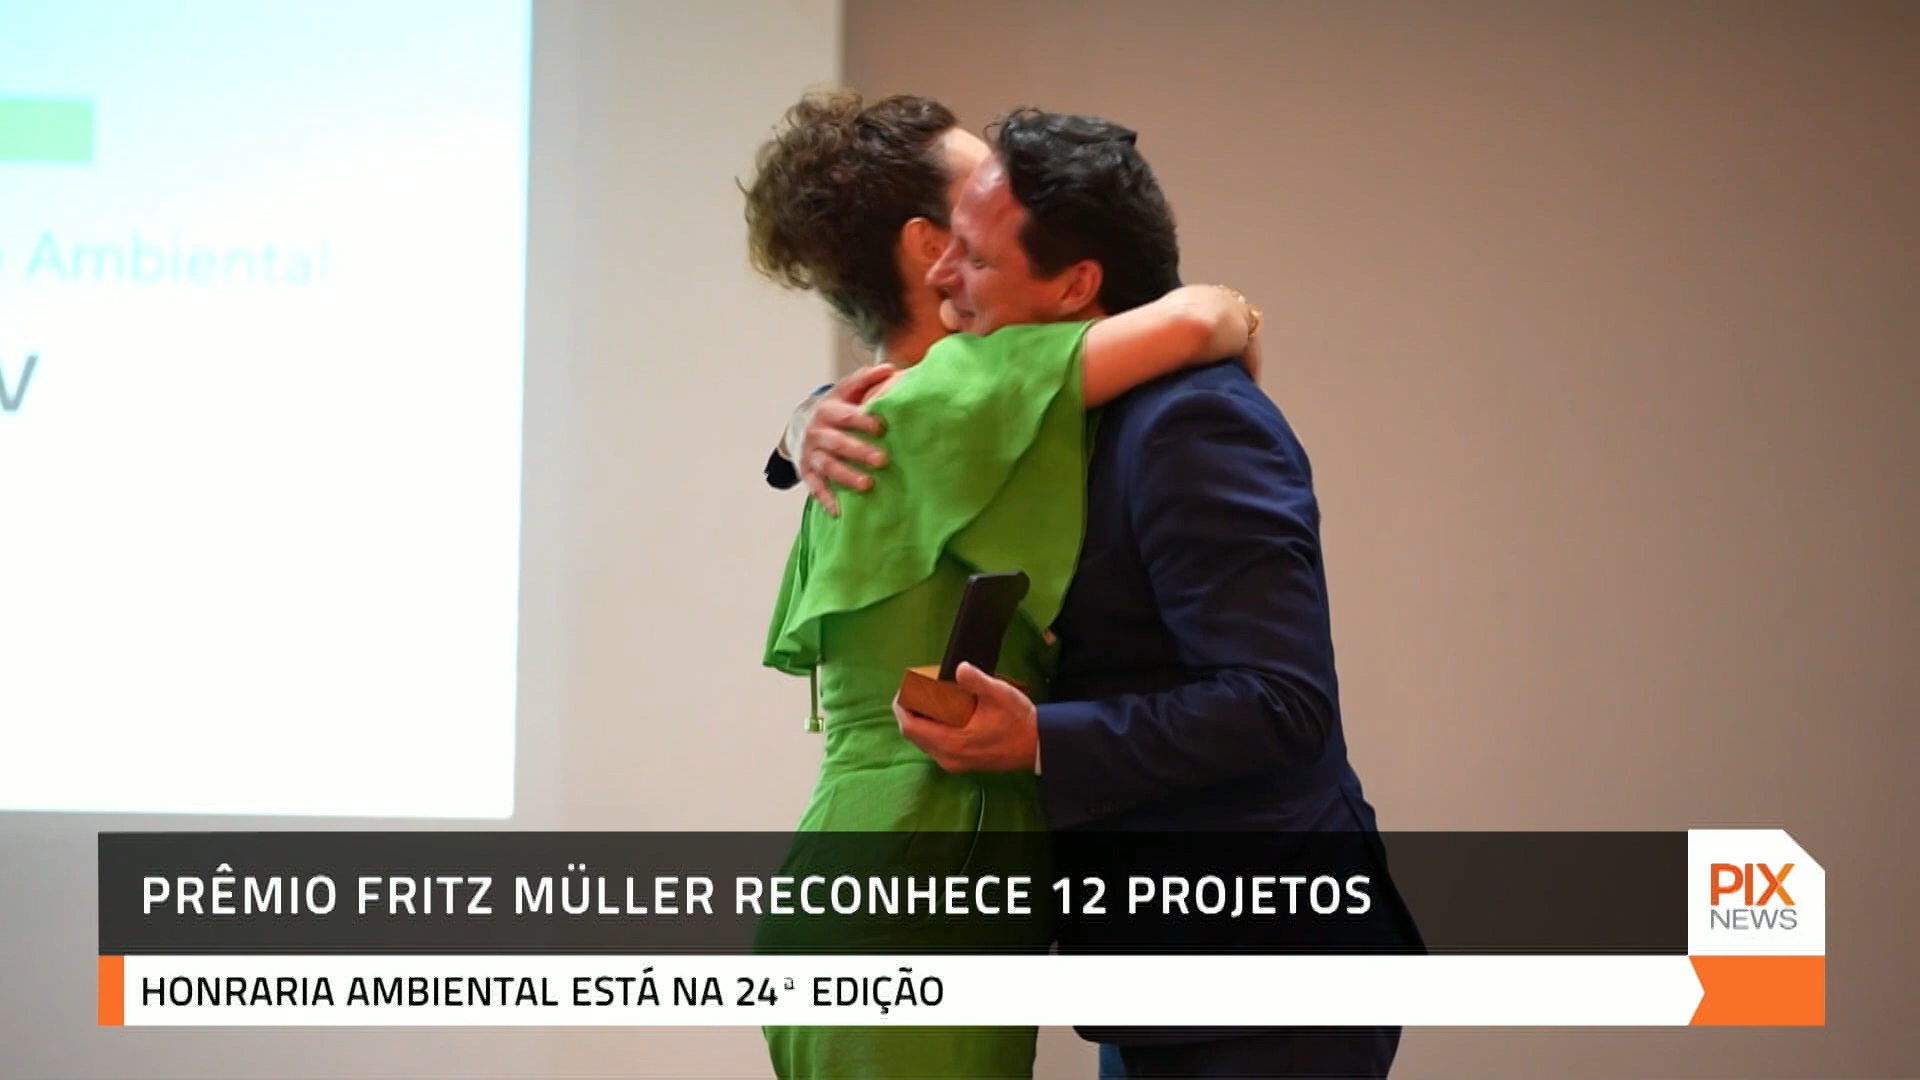 Ambiental
V
PRÊMIO FRITZ MÜLLER RECONHECE 12 PROJETOS
HONRARIA AMBIENTAL ESTÁ NA 24ª EDIÇÃO
PIX
NEWS